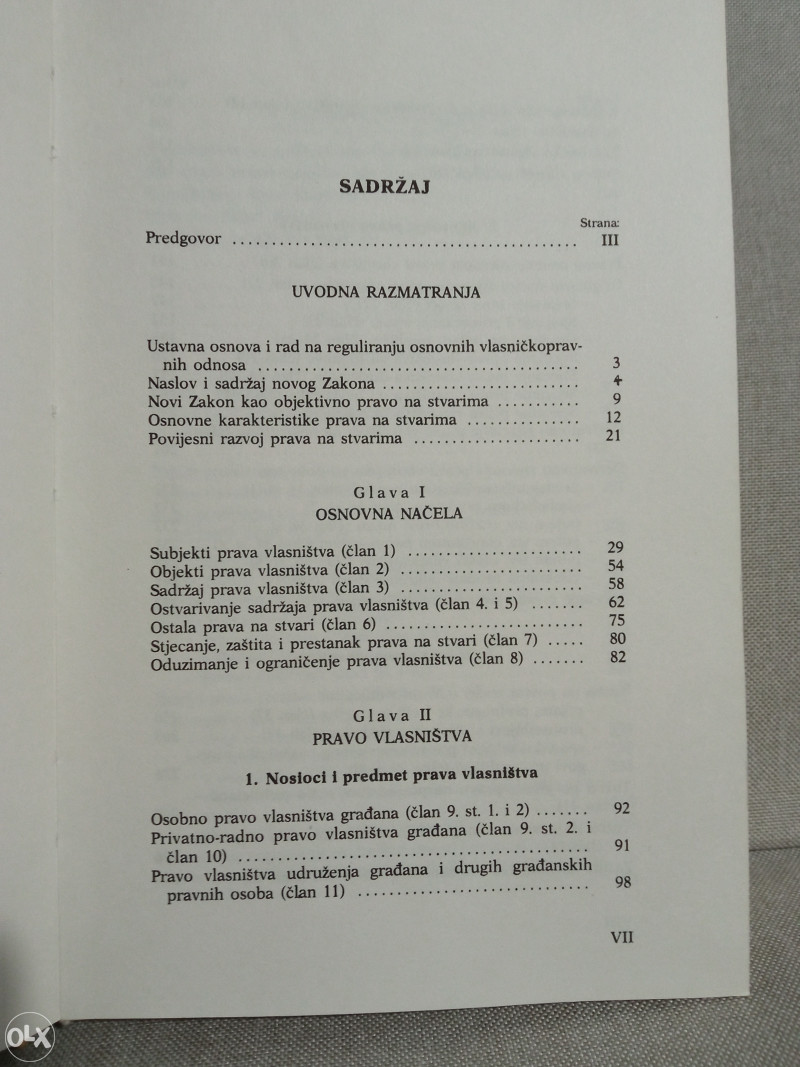 SADRŽAJ
Strana:
Predgovor ............................................ III
UVODNA RAZMATRANJA
Ustavna osnova i rad na reguliranju osnovnih vlasničkoprav-
nih odnosa ......................................... 3
Naslov i sadržaj novog Zakona ......................... 4
Novi Zakon kao objektivno pravo na stvarima ........... 9
Osnovne karakteristike prava na stvarima ............... 12
Povijesni razvoj prava na stvarima ..................... 21
Glava I
OSNOVNA NAČELA
Subjekti prava vlasništva (član 1) ....................... 29
Objekti prava vlasništva (član 2) ........................ 54
Sadržaj prava vlasništva (član 3) ........................ 58
Ostvarivanje sadržaja prava vlasništva (član 4. i 5) ....... 62
Ostala prava na stvari (član 6) ......................... 75
Stjecanje, zaštita i prestanak prava na stvari (član 7) ..... 80
Oduzimanje i ograničenje prava vlasništva (član 8) ....... 82
Glava II
PRAVO VLASNIŠTVA
1. Nosioci i predmet prava vlasništva
Osobno pravo vlasništva građana (član 9. st. 1. i 2) ....... 92
Privatno-radno pravo vlasništva građana (član 9. st. 2. i
član 10) ............................................. 91
Pravo vlasništva udruženja građana i drugih građanskih
pravnih osoba (član 11) .............................. 98
VII
OLX